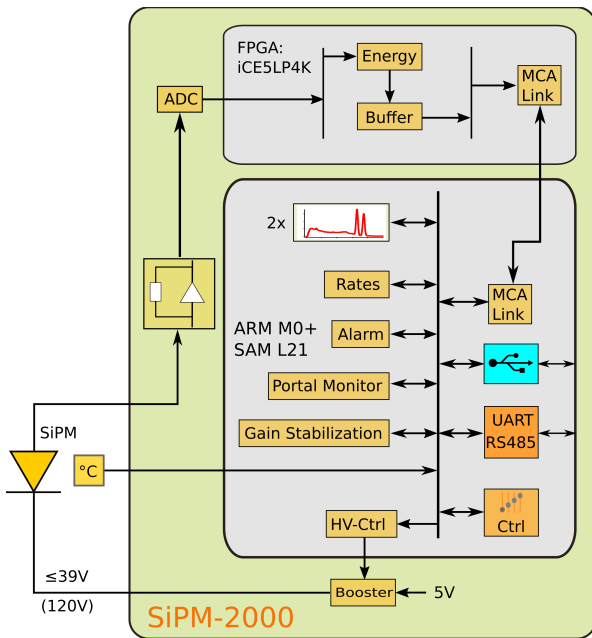 FPGA:
iCE5LP4K
Energy
Buffer
MCA
Link
ADC
2x
Rates
ARM M0+
SAM L21
Alarm
Portal Monitor
Gain Stabilization
MCA
Link
UART
RS485
Ctrl
HV-Ctrl
SiPM
°C
≤39V
(120V)
Booster
5V
SiPM-2000